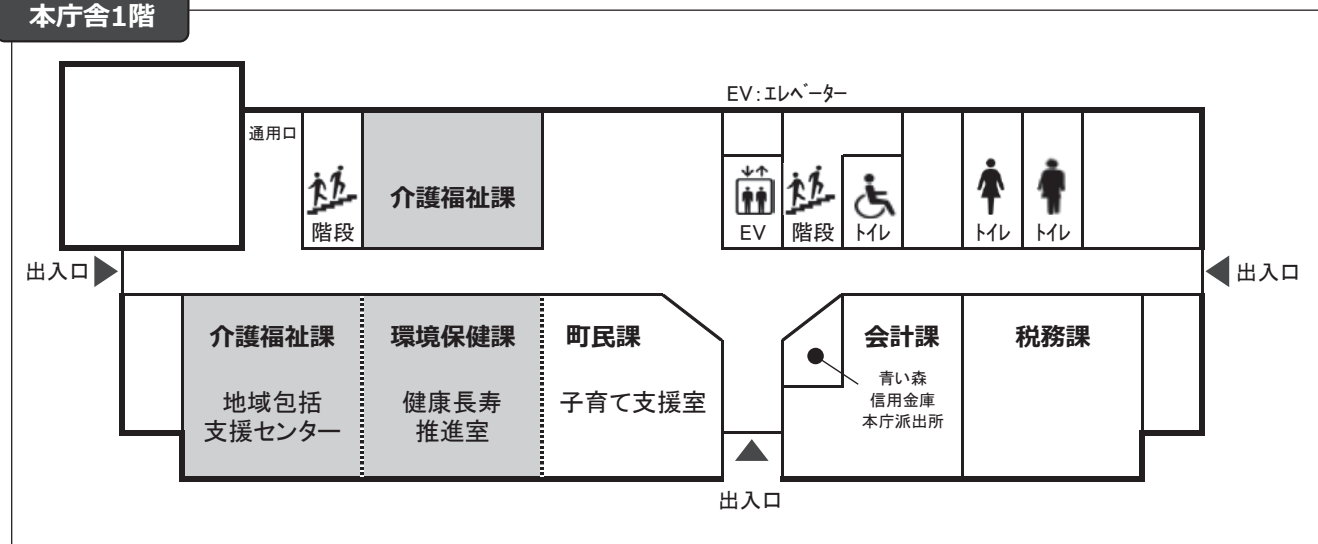 本庁舎1階
EV：ｴﾚﾍﾞｰﾀｰ
通用口
介護福祉課
階段
EV
階段
ﾄｲﾚ
ﾄｲﾚ
ﾄｲﾚ
出入口
出入口
介護福祉課
地域包括
支援センター
環境保健課
健康長寿
推進室
町民課
子育て支援室
会計課
青い森
信用金庫
本庁派出所
税務課
出入口